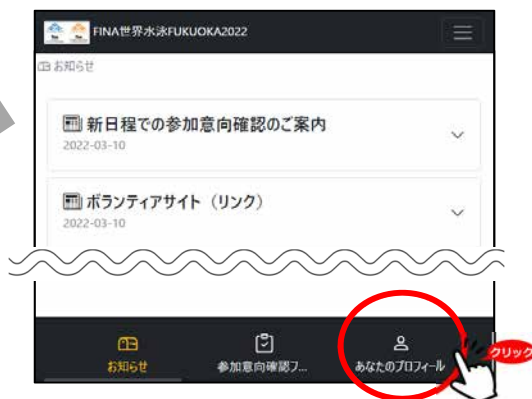 FINA世界水泳FUKUOKA2022
お知らせ
新日程での参加意向確認のご案内
2022-03-10
ボランティアサイト（リンク）
2022-03-10
お知らせ
参加意向確認フ...
あなたのプロフィール
クリック